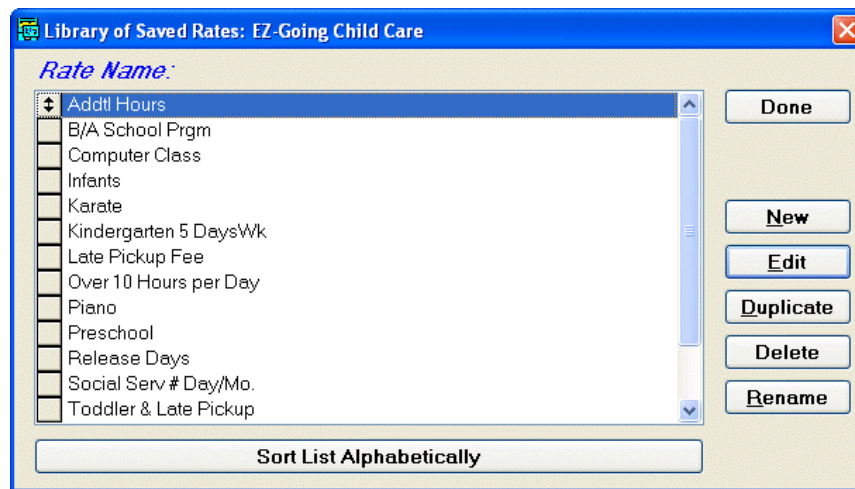 Library of Saved Rates: EZ-Going Child Care
Rate Name:
Addtl Hours
B/A School Prgm
Computer Class
Infants
Karate
Kindergarten 5 DaysWk
Late Pickup Fee
Over 10 Hours per Day
Piano
Preschool
Release Days
Social Serv # Day/Mo.
Toddler & Late Pickup
Done
New
Edit
Duplicate
Delete
Rename
Sort List Alphabetically